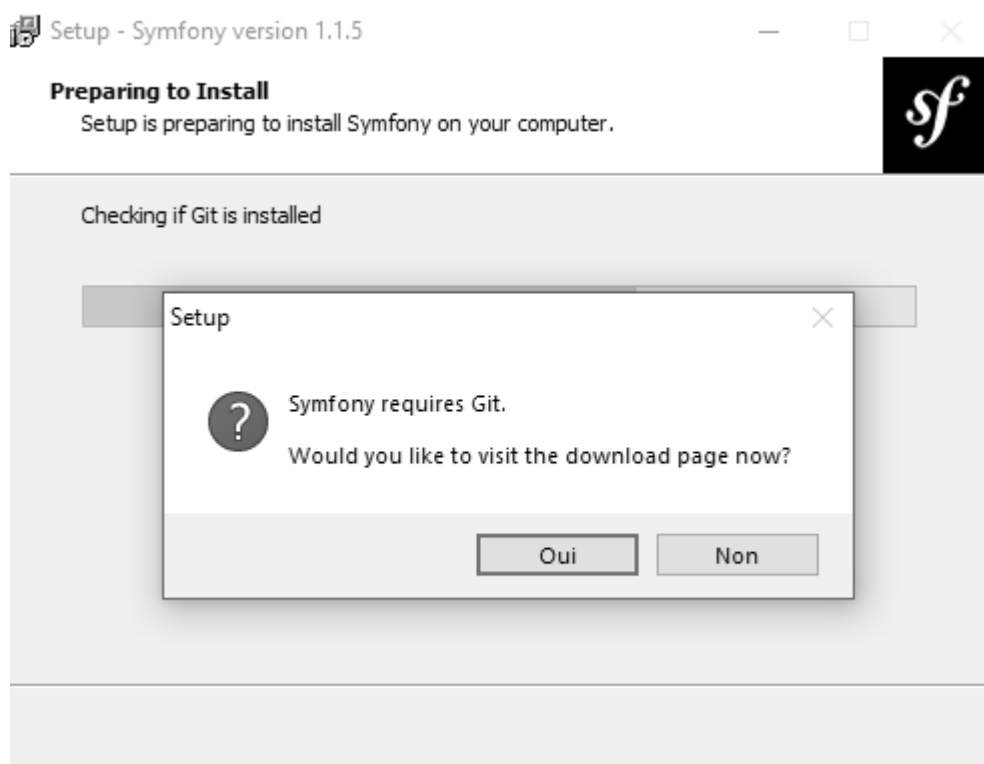 Setup - Symfony version 1.1.5
Preparing to Install
Setup is preparing to install Symfony on your computer.
sf
Checking if Git is installed
Setup
Symfony requires Git.
Would you like to visit the download page now?
Oui
Non